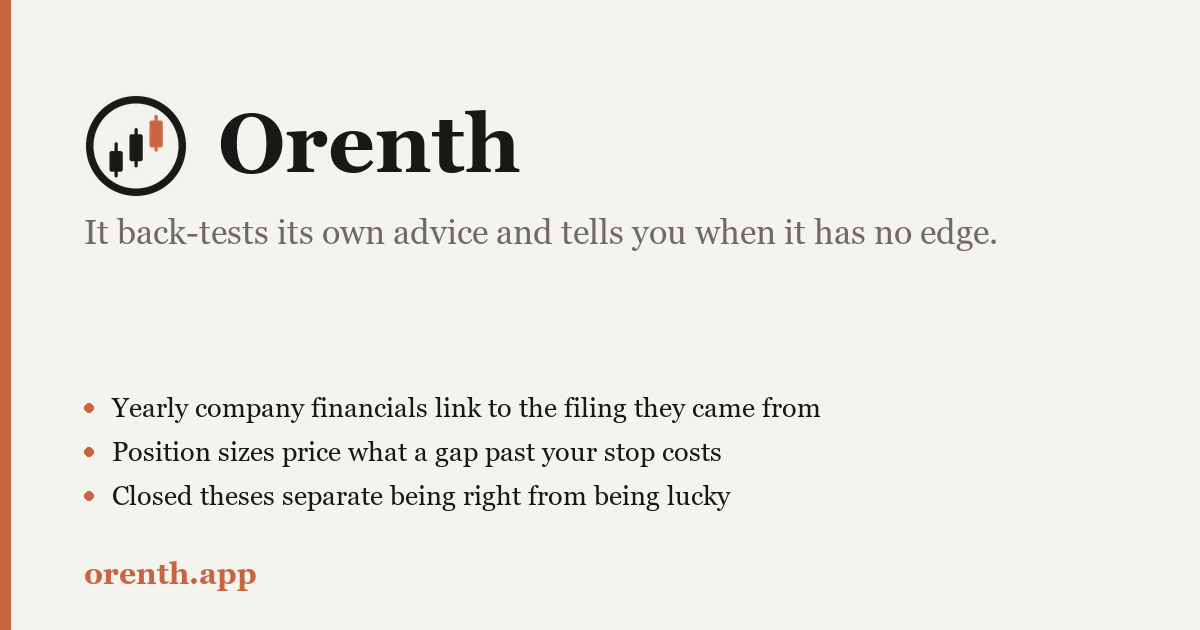 Orenth
It back-tests its own advice and tells you when it has no edge.
Yearly company financials link to the filing they came from
Position sizes price what a gap past your stop costs
Closed theses separate being right from being lucky
orenth.app